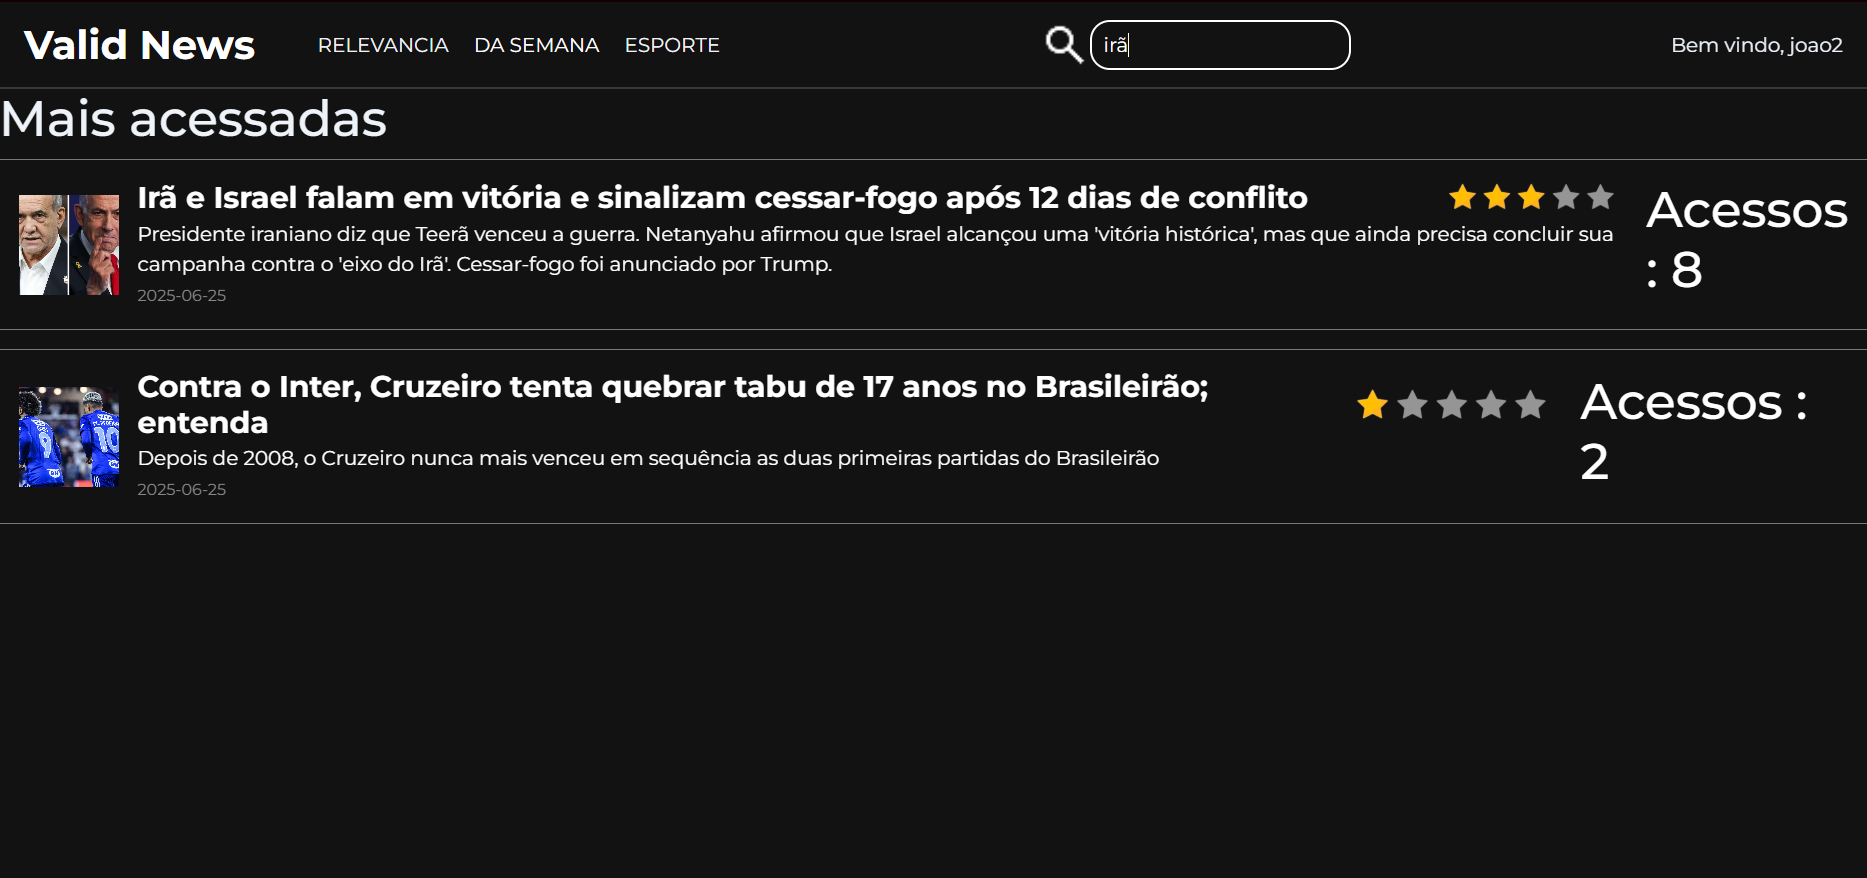 Valid News
RELEVANCIA
DA SEMANA
ESPORTE
irã
Bem vindo, joao2
Mais acessadas
Irã e Israel falam em vitória e sinalizam cessar-fogo após 12 dias de conflito
Presidente iraniano diz que Teerã venceu a guerra. Netanyahu afirmou que Israel alcançou uma 'vitória histórica', mas que ainda precisa concluir sua
campanha contra o 'eixo do Irã'. Cessar-fogo foi anunciado por Trump.
2025-06-25
Acessos
: 8
Contra o Inter, Cruzeiro tenta quebrar tabu de 17 anos no Brasileirão;
entenda
Depois de 2008, o Cruzeiro nunca mais venceu em sequência as duas primeiras partidas do Brasileirão
2025-06-25
Acessos :
2
9
10